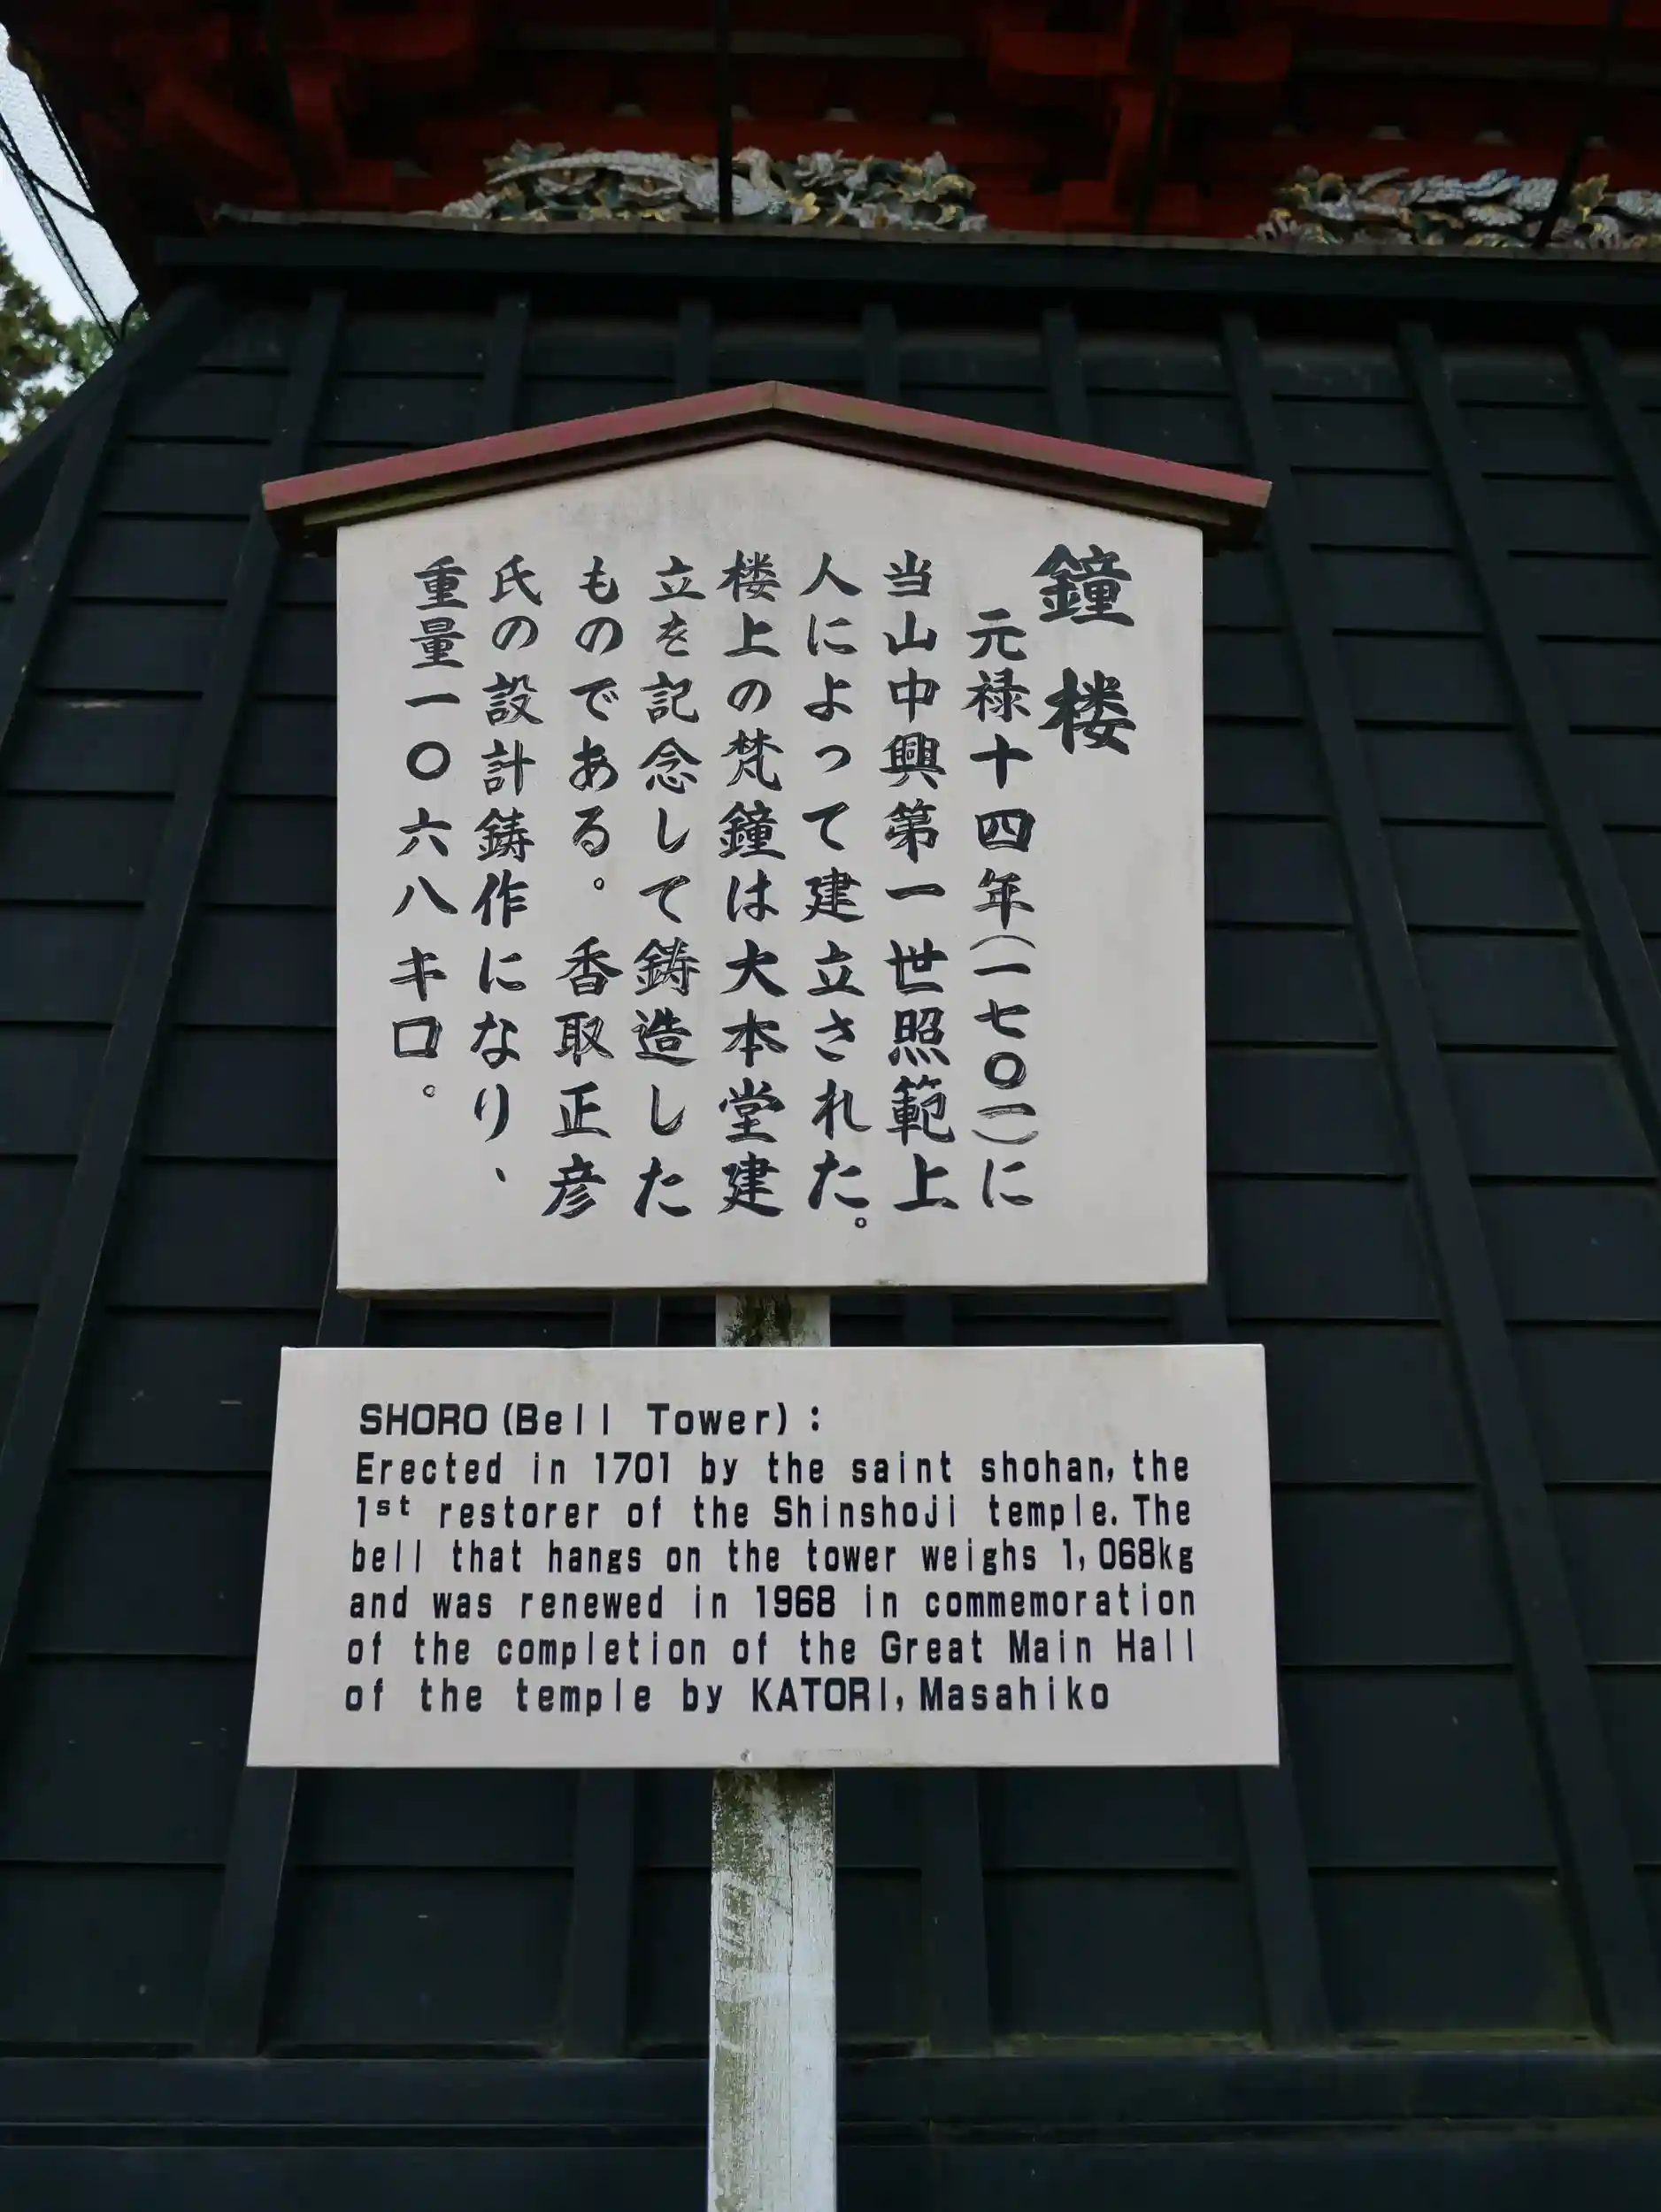 鐘楼
元禄十四年(一七〇一)に
当山中興第一世照範上
人によって建立された。
楼上の梵鐘は大本堂建
立を記念して鋳造した
ものである。香取正彦
氏の設計鋳作になり、
重量一〇六八キロ。
SHORO (Bell Tower) :
Erected in 1701 by the saint shohan, the
1st restorer of the Shinshoji temple. The
bell that hangs on the tower weighs 1,068kg
and was renewed in 1968 in commemoration
of the completion of the Great Main Hall
of the temple by KATORI, Masahiko